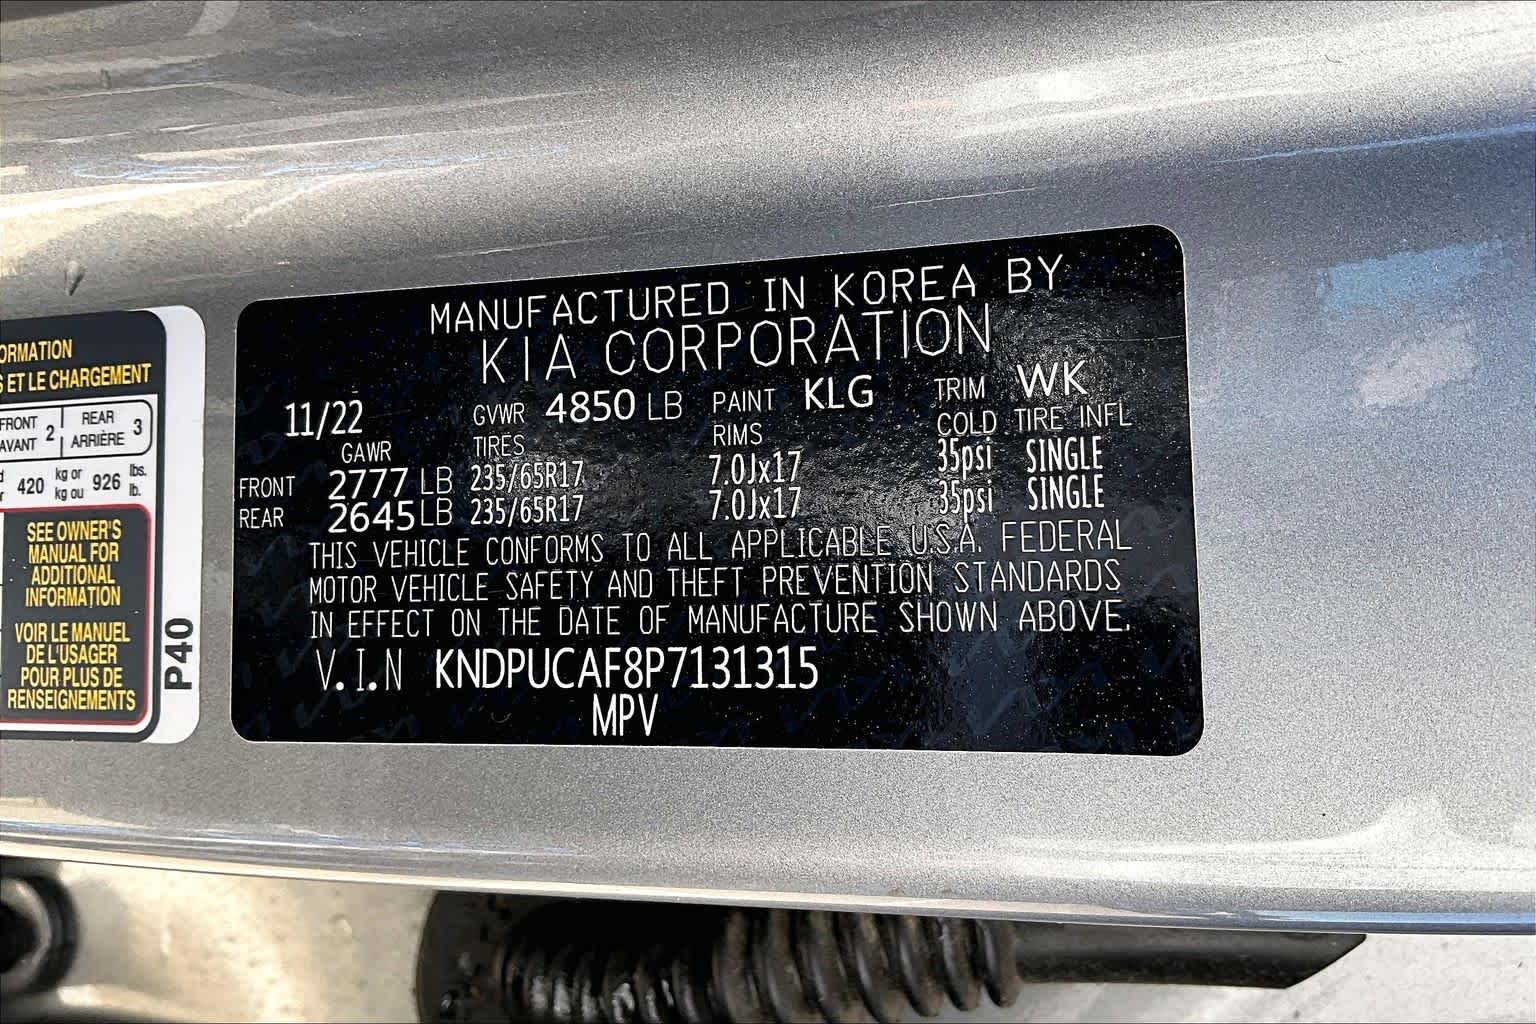 ORMATION
S ET LE CHARGEMENT
FRONT 2 REAR 3
AVANT ARRIÈRE
420 kg or 926 lbs.
kg ou lb.
SEE OWNER'S
MANUAL FOR
ADDITIONAL
INFORMATION
VOIR LE MANUEL
DE L'USAGER
POUR PLUS DE
RENSEIGNEMENTS
P40
MANUFACTURED IN KOREA BY
KIA CORPORATION
11/22 GVWR 4850 LB PAINT KLG TRIM WK
GAWR TIRES RIMS COLD TIRE INFL
FRONT 2777 LB 235/65R17 7.0Jx17 35psi SINGLE
REAR 2645 LB 235/65R17 7.0Jx17 35psi SINGLE
THIS VEHICLE CONFORMS TO ALL APPLICABLE U.S.A. FEDERAL
MOTOR VEHICLE SAFETY AND THEFT PREVENTION STANDARDS
IN EFFECT ON THE DATE OF MANUFACTURE SHOWN ABOVE.
V.I.N KNDPUCAF8P7131315
MPV